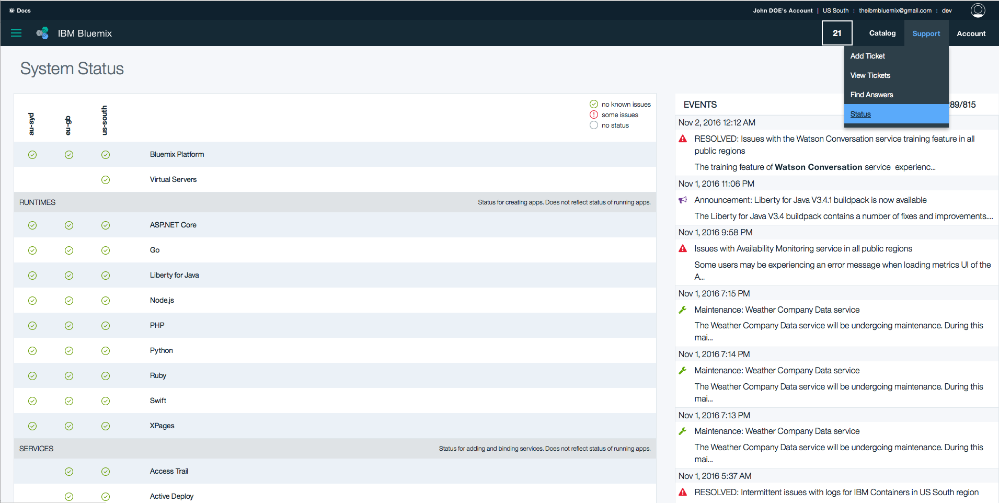 Docs
John DOE's Account | US South : theibmbluemix@gmail.com : dev
IBM Bluemix
21
Catalog
Support
Account
Add Ticket
View Tickets
Find Answers
Status
System Status
au-syd
eu-gb
us-south
no known issues
some issues
no status
Bluemix Platform
Virtual Servers
RUNTIMES
Status for creating apps. Does not reflect status of running apps.
ASP.NET Core
Go
Liberty for Java
Node.js
PHP
Python
Ruby
Swift
XPages
SERVICES
Status for adding and binding services. Does not reflect status of running apps.
Access Trail
Active Deploy
EVENTS
89/815
Nov 2, 2016 12:12 AM
RESOLVED: Issues with the Watson Conversation service training feature in all
public regions
The training feature of Watson Conversation service experienc...
Nov 1, 2016 11:06 PM
Announcement: Liberty for Java V3.4.1 buildpack is now available
The Liberty for Java V3.4 buildpack contains a number of fixes and improvements....
Nov 1, 2016 9:58 PM
Issues with Availability Monitoring service in all public regions
Some users may be experiencing an error message when loading metrics UI of the
A...
Nov 1, 2016 7:15 PM
Maintenance: Weather Company Data service
The Weather Company Data service will be undergoing maintenance. During this
mai...
Nov 1, 2016 7:14 PM
Maintenance: Weather Company Data service
The Weather Company Data service will be undergoing maintenance. During this
mai...
Nov 1, 2016 7:13 PM
Maintenance: Weather Company Data service
The Weather Company Data service will be undergoing maintenance. During this
mai...
Nov 1, 2016 5:37 AM
RESOLVED: Intermittent issues with logs for IBM Containers in US South region